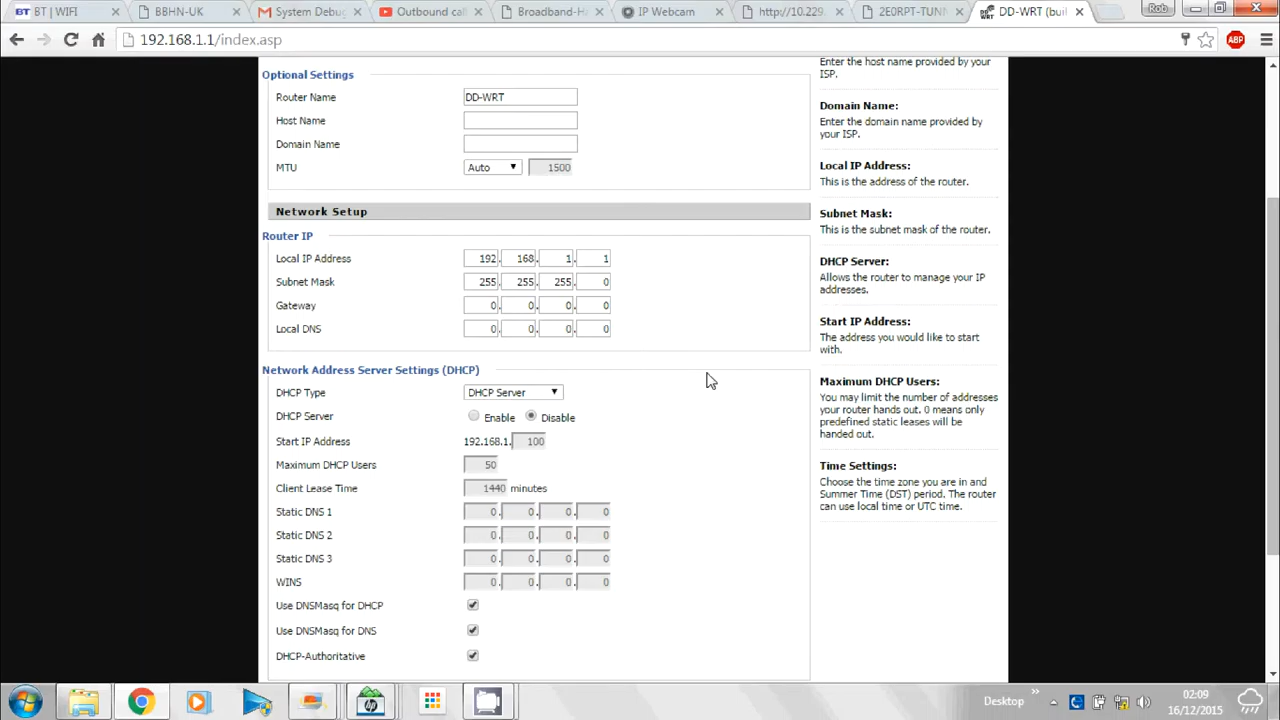 BT | WIFI
BBHN-UK
System Debug
Outbound call
Broadband-H
IP Webcam
http://10.229.
2E0RPT-TUNN
DD-WRT (buil
Rob
192.168.1.1/index.asp
ABP
Optional Settings
Router Name DD-WRT
Host Name
Domain Name
MTU Auto 1500
Network Setup
Router IP
Local IP Address 192. 168. 1. 1
Subnet Mask 255. 255. 255. 0
Gateway 0. 0. 0. 0
Local DNS 0. 0. 0. 0
Network Address Server Settings (DHCP)
DHCP Type DHCP Server
DHCP Server Enable Disable
Start IP Address 192.168.1. 100
Maximum DHCP Users 50
Client Lease Time 1440 minutes
Static DNS 1 0. 0. 0. 0
Static DNS 2 0. 0. 0. 0
Static DNS 3 0. 0. 0. 0
WINS 0. 0. 0. 0
Use DNSMasq for DHCP
Use DNSMasq for DNS
DHCP-Authoritative
Enter the host name provided by your
ISP.
Domain Name:
Enter the domain name provided by
your ISP.
Local IP Address:
This is the address of the router.
Subnet Mask:
This is the subnet mask of the router.
DHCP Server:
Allows the router to manage your IP
addresses.
Start IP Address:
The address you would like to start
with.
Maximum DHCP Users:
You may limit the number of addresses
your router hands out. 0 means only
predefined static leases will be
handed out.
Time Settings:
Choose the time zone you are in and
Summer Time (DST) period. The router
can use local time or UTC time.
hp
Desktop
02:09
16/12/2015